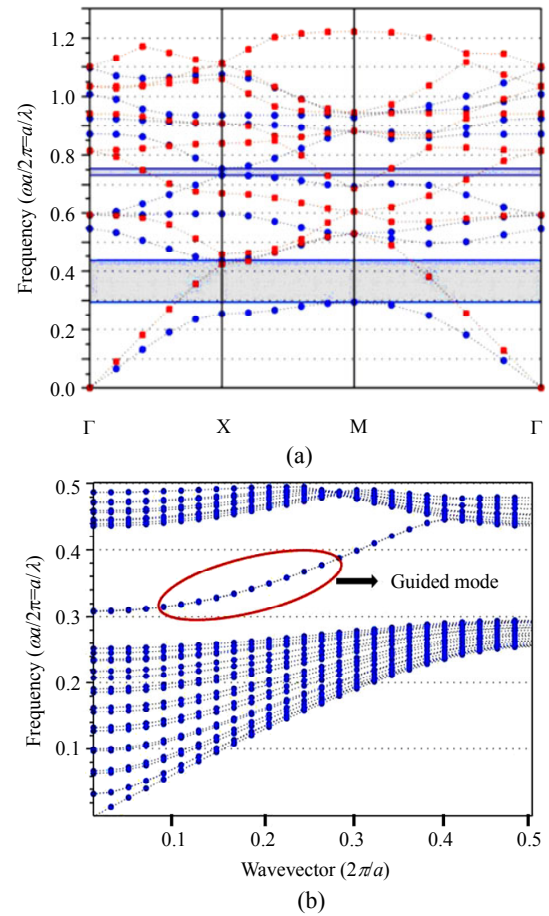 1.2
1.0
0.8
0.6
0.4
0.2
0.0
Frequency (ωa/2π=a/λ)
Γ X M Γ
(a)
0.5
0.4
0.3
0.2
0.1
Frequency (ωa/2π=a/λ)
Guided mode
0.1 0.2 0.3 0.4 0.5
Wavevector (2π/a)
(b)